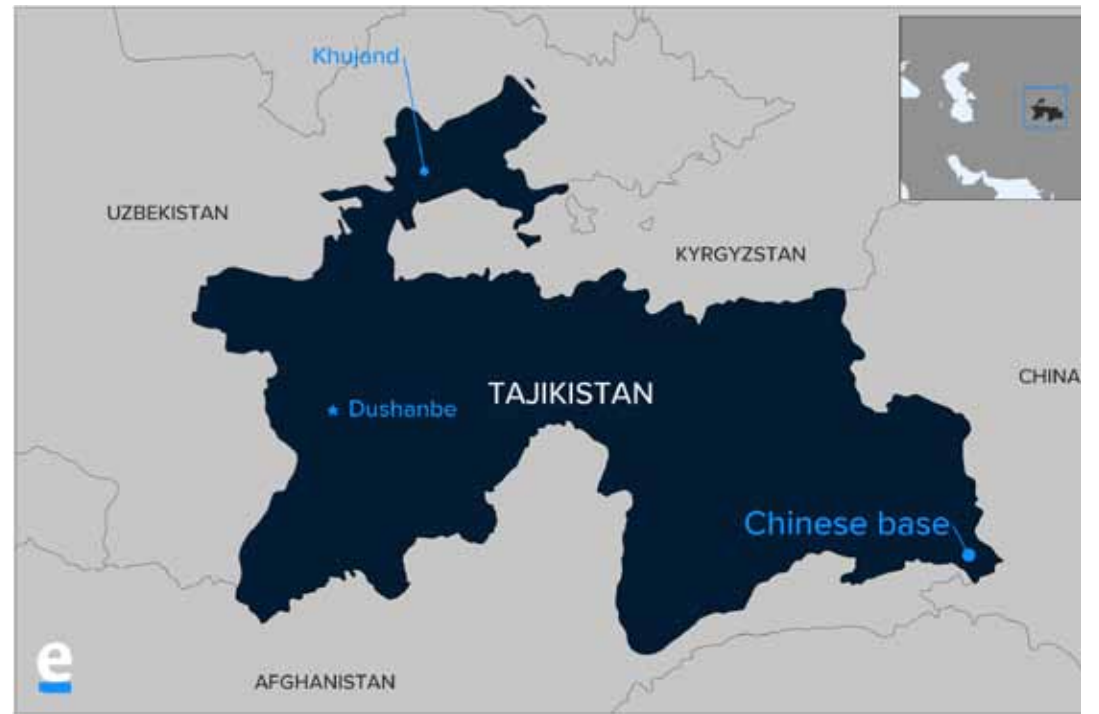 Khujand
UZBEKISTAN
KYRGYZSTAN
CHINA
TAJIKISTAN
Dushanbe
Chinese base
AFGHANISTAN
e